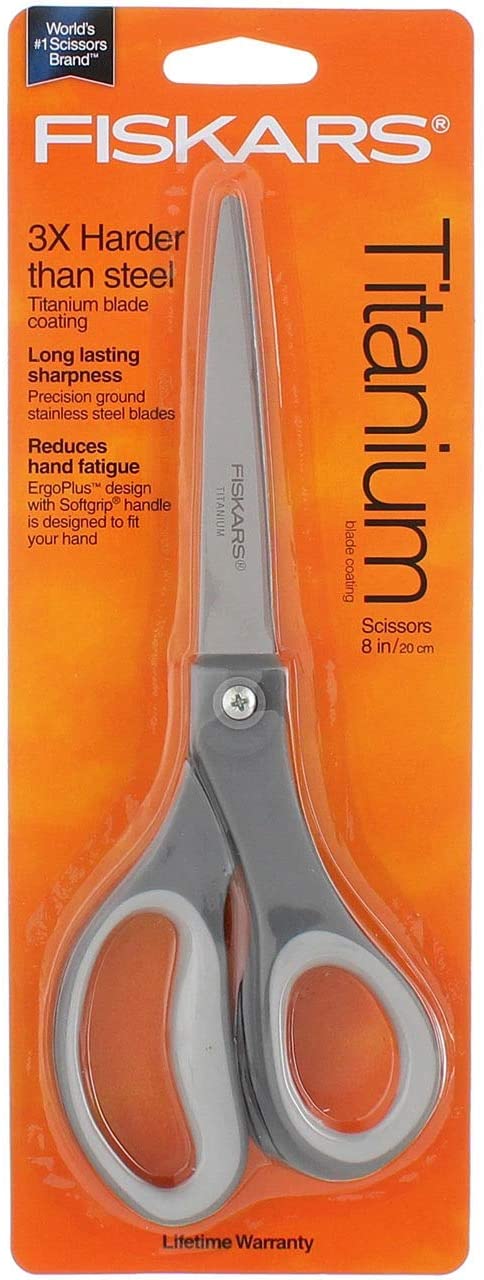 World's
#1 Scissors
Brand™
FISKARS®
3X Harder
than steel
Titanium blade
coating
Long lasting
sharpness
Precision ground
stainless steel blades
Reduces
hand fatigue
ErgoPlus™ design
with Softgrip® handle
is designed to fit
your hand
FISKARS®
TITANIUM
Titanium
blade coating
Scissors
8 in/20 cm
Lifetime Warranty